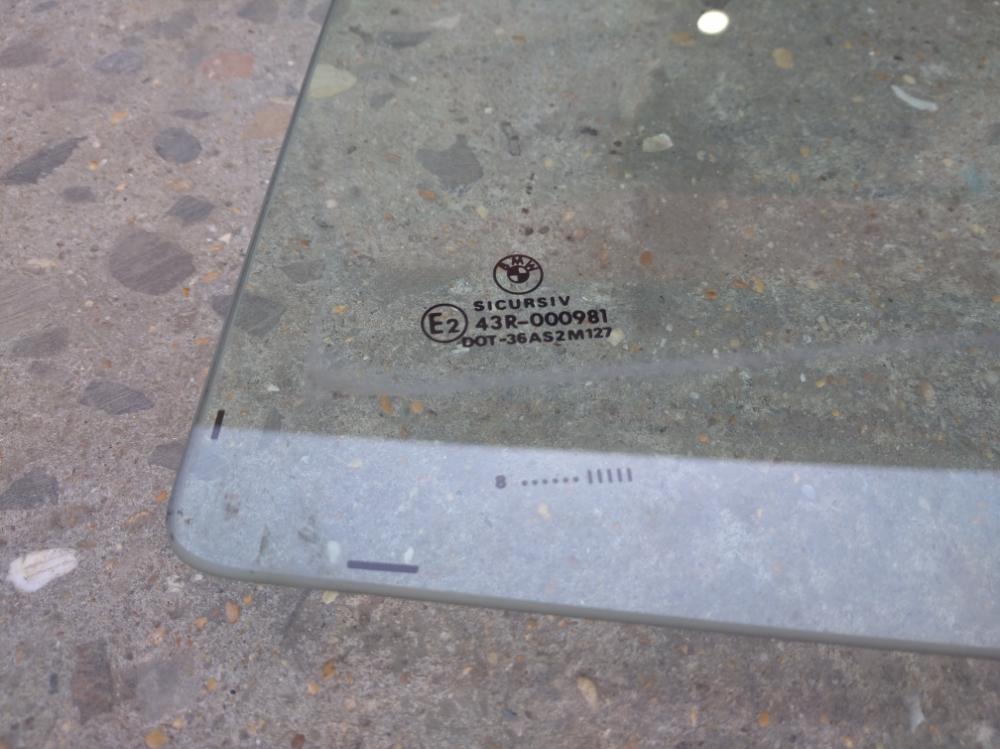 BMW
SICURSIV
E2 43R-000981
DOT-36AS2M127
8 ...... |||||